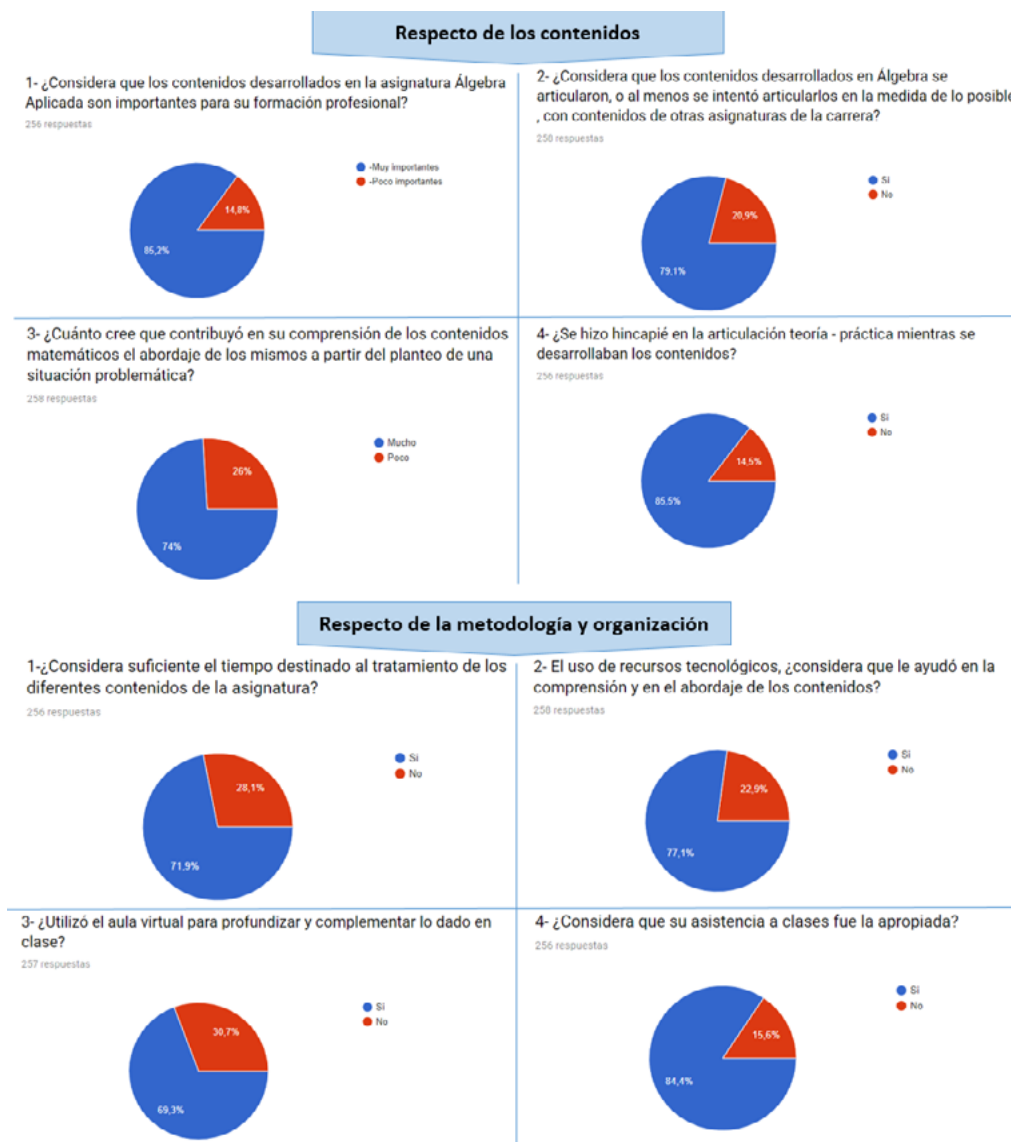 Respecto de los contenidos
1- ¿Considera que los contenidos desarrollados en la asignatura Álgebra
Aplicada son importantes para su formación profesional?
256 respuestas
-Muy importantes
-Poco importantes
14,8%
85,2%
2- ¿Considera que los contenidos desarrollados en Álgebra se
articularon, o al menos se intentó articularlos en la medida de lo posible
, con contenidos de otras asignaturas de la carrera?
258 respuestas
Sí
No
20,9%
79,1%
3- ¿Cuánto cree que contribuyó en su comprensión de los contenidos
matemáticos el abordaje de los mismos a partir del planteo de una
situación problemática?
258 respuestas
Mucho
Poco
26%
74%
4- ¿Se hizo hincapié en la articulación teoría - práctica mientras se
desarrollaban los contenidos?
256 respuestas
Sí
No
14,5%
85,5%
Respecto de la metodología y organización
1-¿Considera suficiente el tiempo destinado al tratamiento de los
diferentes contenidos de la asignatura?
256 respuestas
Sí
No
28,1%
71,9%
2- El uso de recursos tecnológicos, ¿considera que le ayudó en la
comprensión y en el abordaje de los contenidos?
258 respuestas
Sí
No
22,9%
77,1%
3- ¿Utilizó el aula virtual para profundizar y complementar lo dado en
clase?
257 respuestas
Sí
No
30,7%
69,3%
4- ¿Considera que su asistencia a clases fue la apropiada?
256 respuestas
Sí
No
15,6%
84,4%